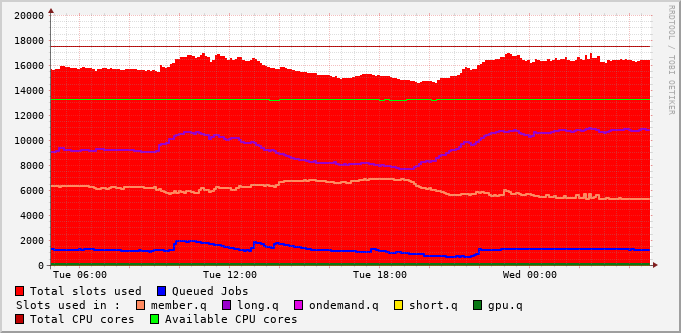 20000
18000
16000
14000
12000
10000
8000
6000
4000
2000
0
Tue 06:00 Tue 12:00 Tue 18:00 Wed 00:00
RRDTOOL / TOBI OETIKER
Total slots used Queued Jobs
Slots used in : member.q long.q ondemand.q short.q gpu.q
Total CPU cores Available CPU cores